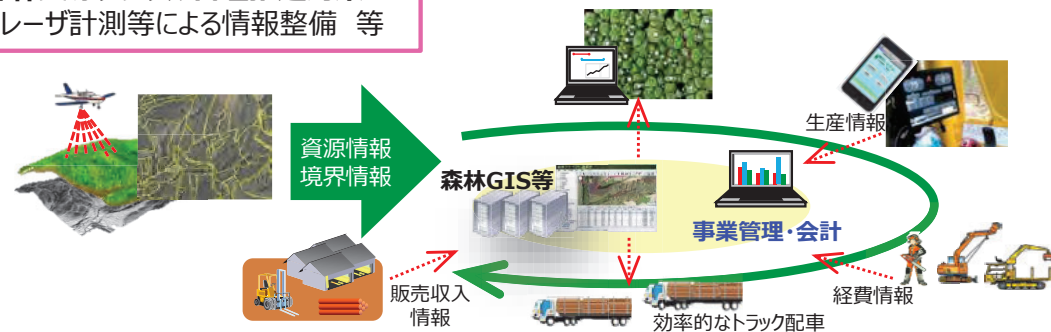 レーザ計測等による情報整備 等
資源情報
境界情報
森林GIS等
生産情報
事業管理・会計
販売収入
情報
経費情報
効率的なトラック配車